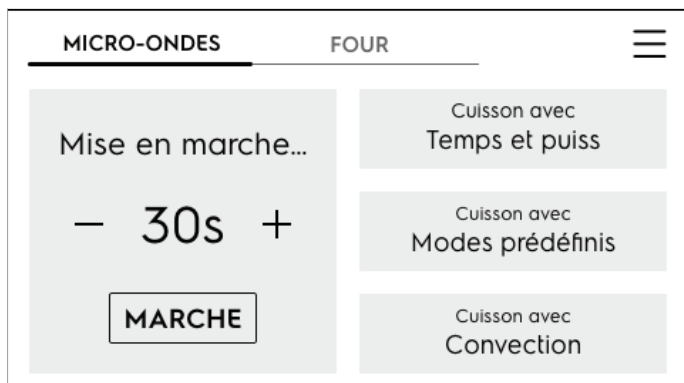 MICRO-ONDES
FOUR
Mise en marche...
− 30s +
MARCHE
Cuisson avec
Temps et puiss
Cuisson avec
Modes prédéfinis
Cuisson avec
Convection